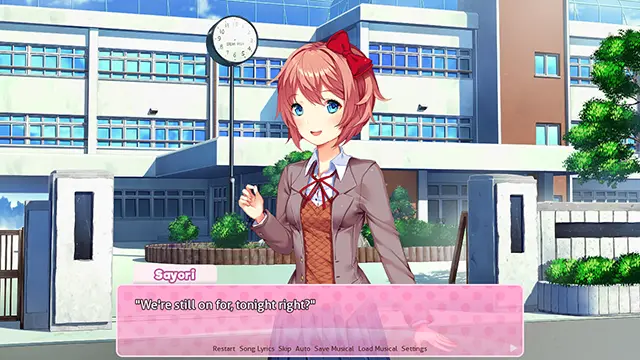 Sayori
"We're still on for, tonight right?"
Restart Song Lyrics Skip Auto Save Musical Load Musical Settings